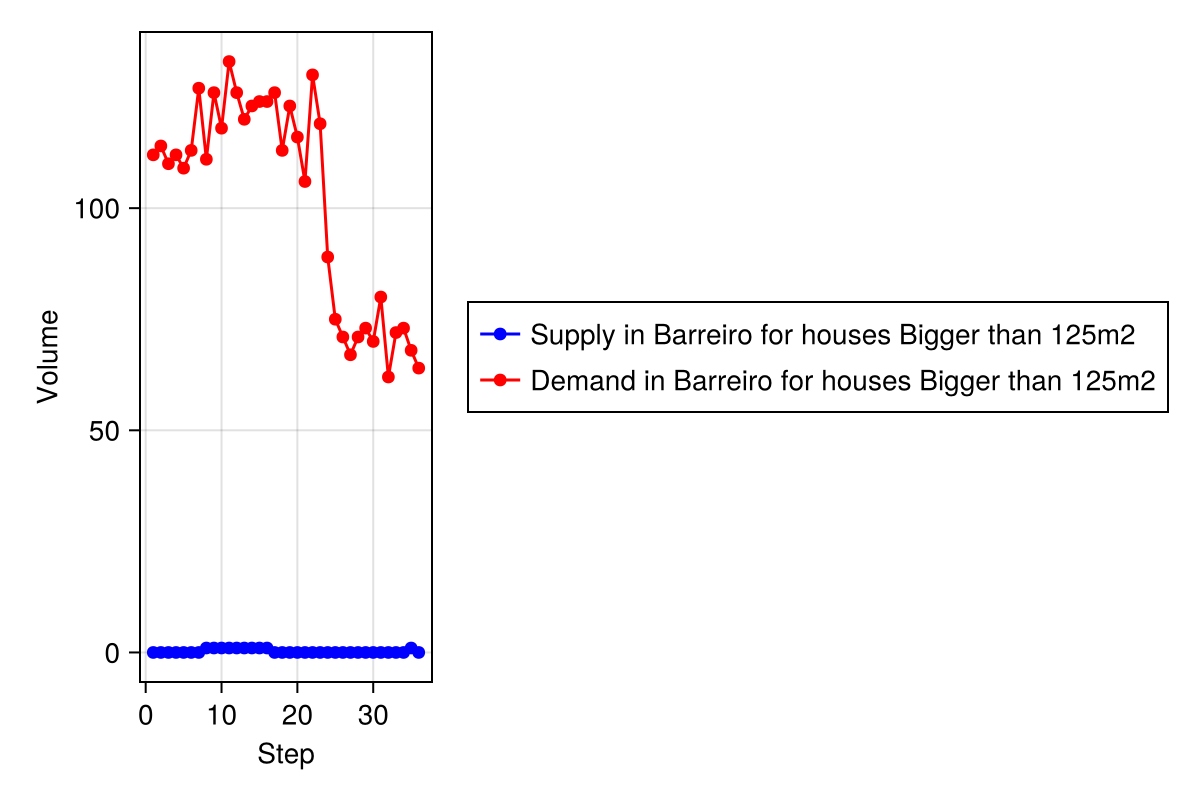 100
50
0
Volume
0 10 20 30
Step
Supply in Barreiro for houses Bigger than 125m2
Demand in Barreiro for houses Bigger than 125m2